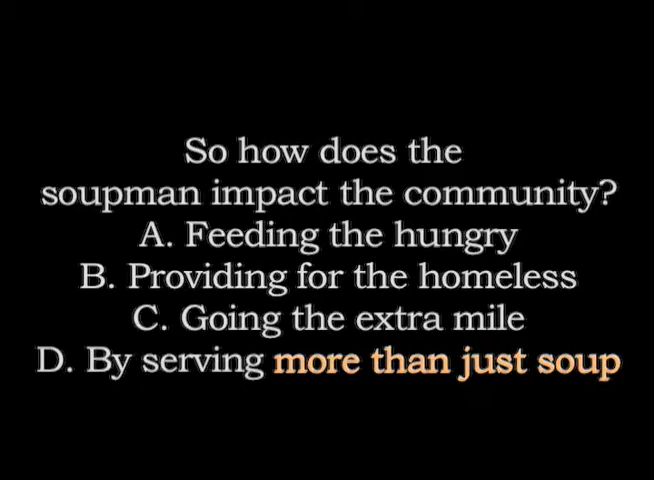 So how does the
soupman impact the community?
A. Feeding the hungry
B. Providing for the homeless
C. Going the extra mile
D. By serving more than just soup